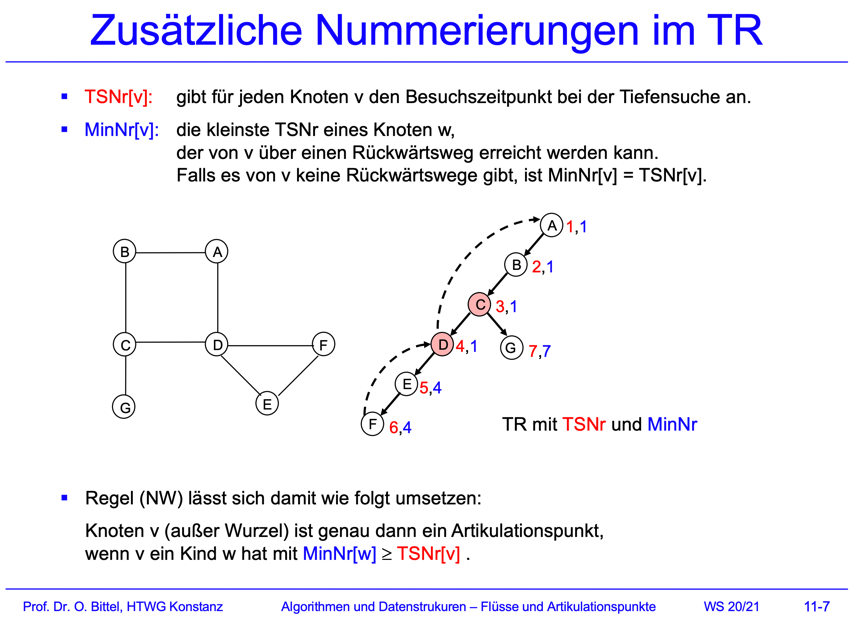 Zusätzliche Nummerierungen im TR
▪ TSNr[v]: gibt für jeden Knoten v den Besuchszeitpunkt bei der Tiefensuche an.
▪ MinNr[v]: die kleinste TSNr eines Knoten w,
der von v über einen Rückwärtsweg erreicht werden kann.
Falls es von v keine Rückwärtswege gibt, ist MinNr[v] = TSNr[v].
B A
C D F
G E
A 1,1
B 2,1
C 3,1
D 4,1 G 7,7
E 5,4
F 6,4
TR mit TSNr und MinNr
▪ Regel (NW) lässt sich damit wie folgt umsetzen:
Knoten v (außer Wurzel) ist genau dann ein Artikulationspunkt,
wenn v ein Kind w hat mit MinNr[w] ≥ TSNr[v] .
Prof. Dr. O. Bittel, HTWG Konstanz Algorithmen und Datenstrukuren – Flüsse und Artikulationspunkte WS 20/21 11-7